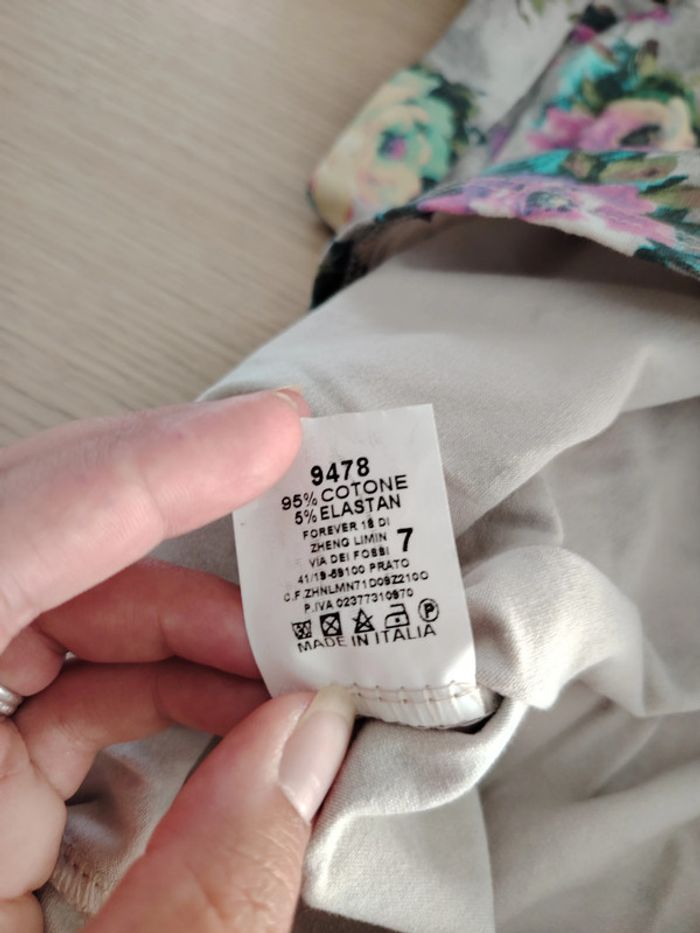 9478
95% COTONE
5% ELASTAN
FOREVER 18 DI
ZHENG LIMIN 7
VIA DEI FOSSI
41/19-59100 PRATO
C.F.ZHNLMN71D09Z210O
P.IVA 02377310970
P
MADE IN ITALIA